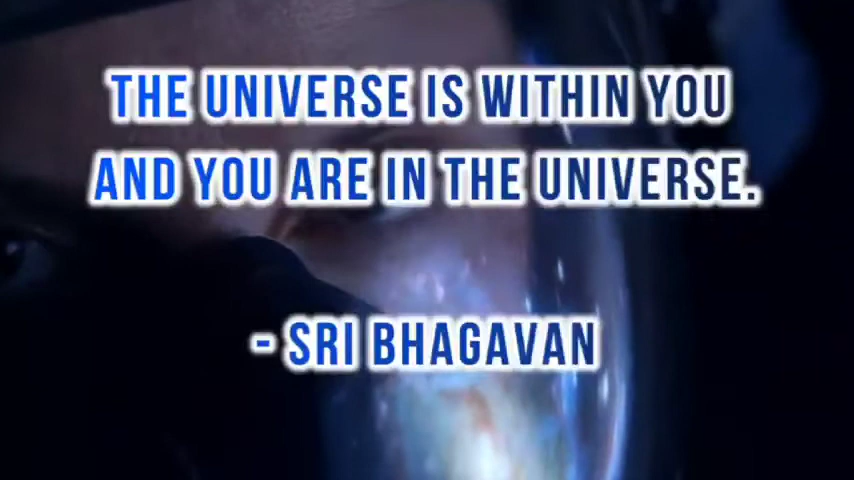 THE UNIVERSE IS WITHIN YOU
AND YOU ARE IN THE UNIVERSE.
- SRI BHAGAVAN